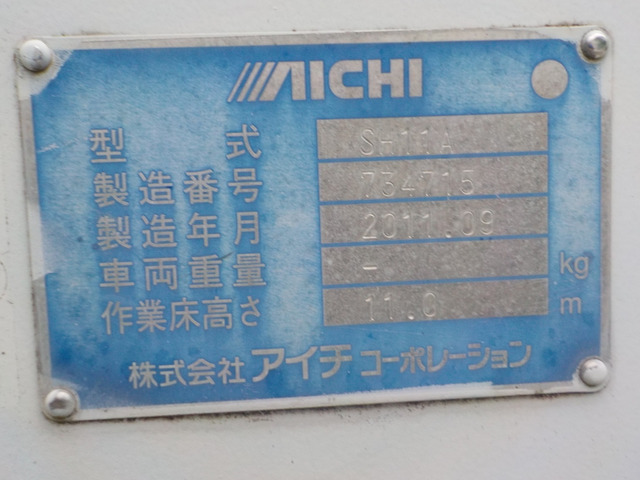 AICHI
型式 SH11A
製造番号 734715
製造年月 2011.09
車両重量 - kg
作業床高さ 11.0 m
株式会社 アイチ コーポレーション